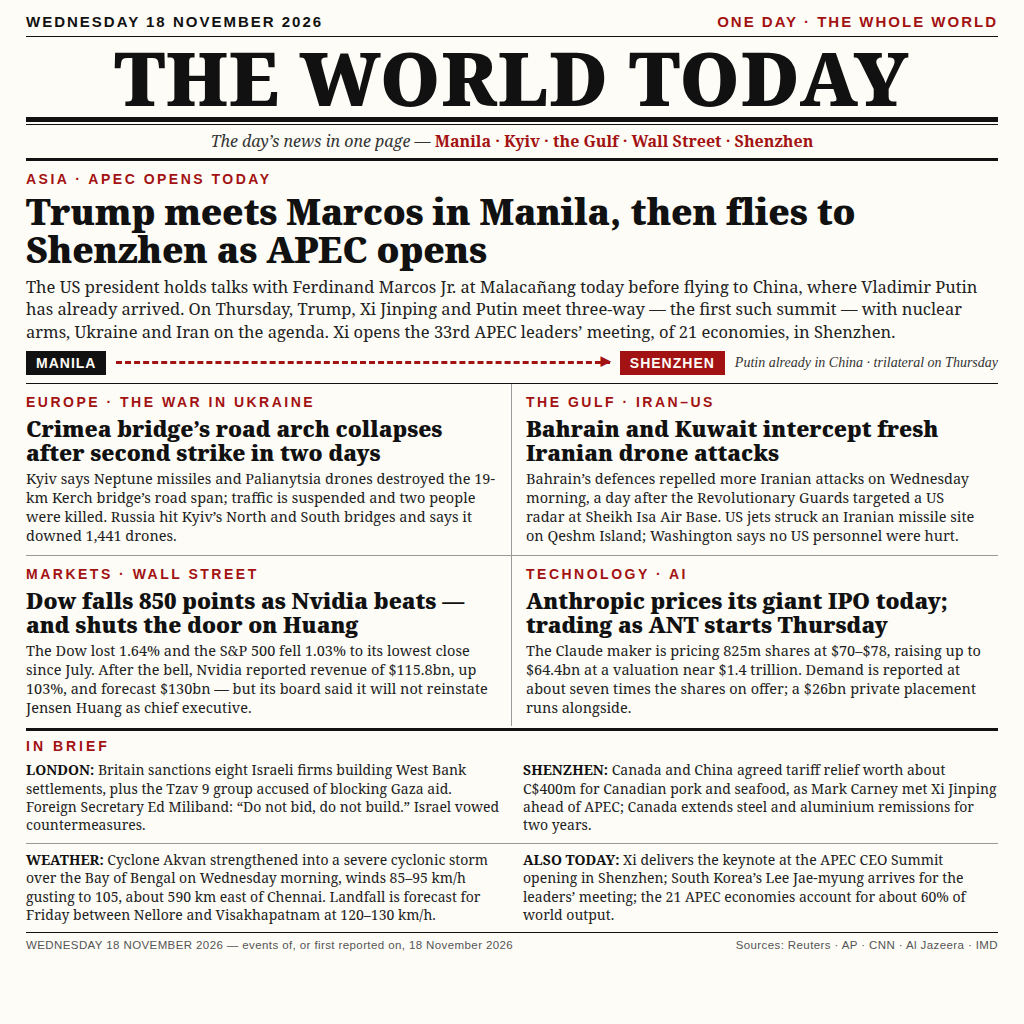 WEDNESDAY 18 NOVEMBER 2026
ONE DAY · THE WHOLE WORLD
THE WORLD TODAY
The day’s news in one page — Manila · Kyiv · the Gulf · Wall Street · Shenzhen
ASIA · APEC OPENS TODAY
Trump meets Marcos in Manila, then flies to
Shenzhen as APEC opens
The US president holds talks with Ferdinand Marcos Jr. at Malacañang today before flying to China, where Vladimir Putin
has already arrived. On Thursday, Trump, Xi Jinping and Putin meet three-way — the first such summit — with nuclear
arms, Ukraine and Iran on the agenda. Xi opens the 33rd APEC leaders’ meeting, of 21 economies, in Shenzhen.
MANILA
SHENZHEN
Putin already in China · trilateral on Thursday
EUROPE · THE WAR IN UKRAINE
Crimea bridge’s road arch collapses
after second strike in two days
Kyiv says Neptune missiles and Palianytsia drones destroyed the 19-
km Kerch bridge’s road span; traffic is suspended and two people
were killed. Russia hit Kyiv’s North and South bridges and says it
downed 1,441 drones.
THE GULF · IRAN–US
Bahrain and Kuwait intercept fresh
Iranian drone attacks
Bahrain’s defences repelled more Iranian attacks on Wednesday
morning, a day after the Revolutionary Guards targeted a US
radar at Sheikh Isa Air Base. US jets struck an Iranian missile site
on Qeshm Island; Washington says no US personnel were hurt.
MARKETS · WALL STREET
Dow falls 850 points as Nvidia beats —
and shuts the door on Huang
The Dow lost 1.64% and the S&P 500 fell 1.03% to its lowest close
since July. After the bell, Nvidia reported revenue of $115.8bn, up
103%, and forecast $130bn — but its board said it will not reinstate
Jensen Huang as chief executive.
TECHNOLOGY · AI
Anthropic prices its giant IPO today;
trading as ANT starts Thursday
The Claude maker is pricing 825m shares at $70–$78, raising up to
$64.4bn at a valuation near $1.4 trillion. Demand is reported at
about seven times the shares on offer; a $26bn private placement
runs alongside.
IN BRIEF
LONDON: Britain sanctions eight Israeli firms building West Bank
settlements, plus the Tzav 9 group accused of blocking Gaza aid.
Foreign Secretary Ed Miliband: “Do not bid, do not build.” Israel vowed
countermeasures.
SHENZHEN: Canada and China agreed tariff relief worth about
C$400m for Canadian pork and seafood, as Mark Carney met Xi Jinping
ahead of APEC; Canada extends steel and aluminium remissions for
two years.
WEATHER: Cyclone Akvan strengthened into a severe cyclonic storm
over the Bay of Bengal on Wednesday morning, winds 85–95 km/h
gusting to 105, about 590 km east of Chennai. Landfall is forecast for
Friday between Nellore and Visakhapatnam at 120–130 km/h.
ALSO TODAY: Xi delivers the keynote at the APEC CEO Summit
opening in Shenzhen; South Korea’s Lee Jae-myung arrives for the
leaders’ meeting; the 21 APEC economies account for about 60% of
world output.
WEDNESDAY 18 NOVEMBER 2026 — events of, or first reported on, 18 November 2026
Sources: Reuters · AP · CNN · Al Jazeera · IMD